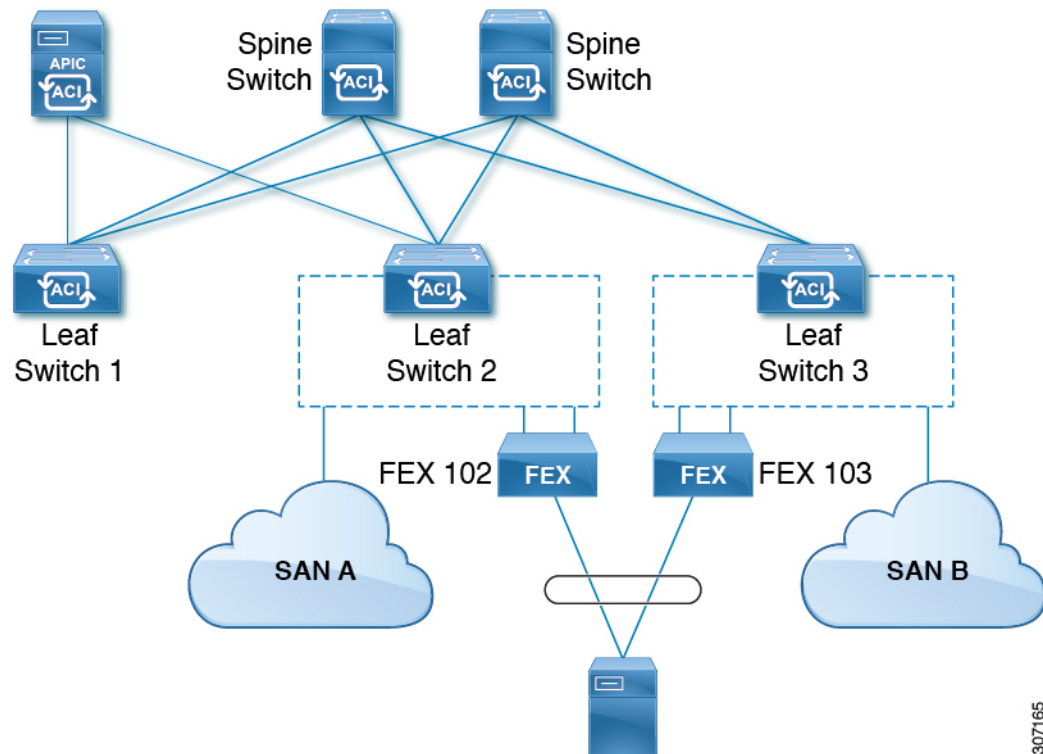 APIC
ACI
Spine
Switch
ACI
ACI
Spine
Switch
ACI
Leaf
Switch 1
ACI
Leaf
Switch 2
ACI
Leaf
Switch 3
FEX 102
FEX
FEX
FEX 103
SAN A
SAN B
307165